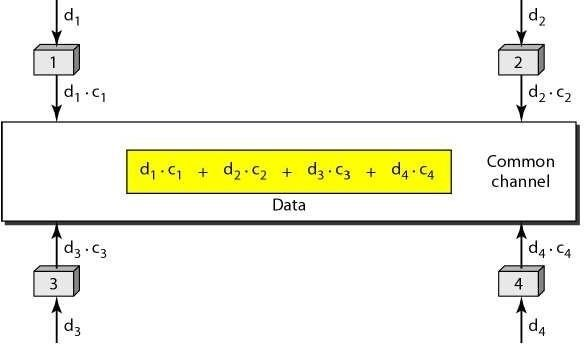 d₁ d₂
1 2
d₁ · c₁ d₂ · c₂
d₁ · c₁ + d₂ · c₂ + d₃ · c₃ + d₄ · c₄
Common
channel
Data
d₃ · c₃ d₄ · c₄
3 4
d₃ d₄